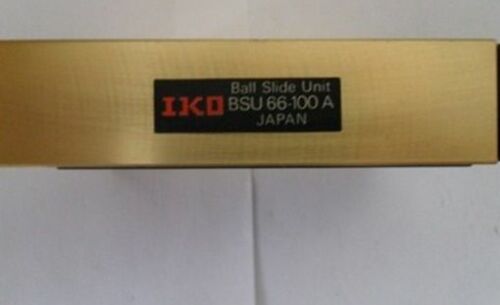 Ball Slide Unit
IKO BSU 66-100 A
JAPAN